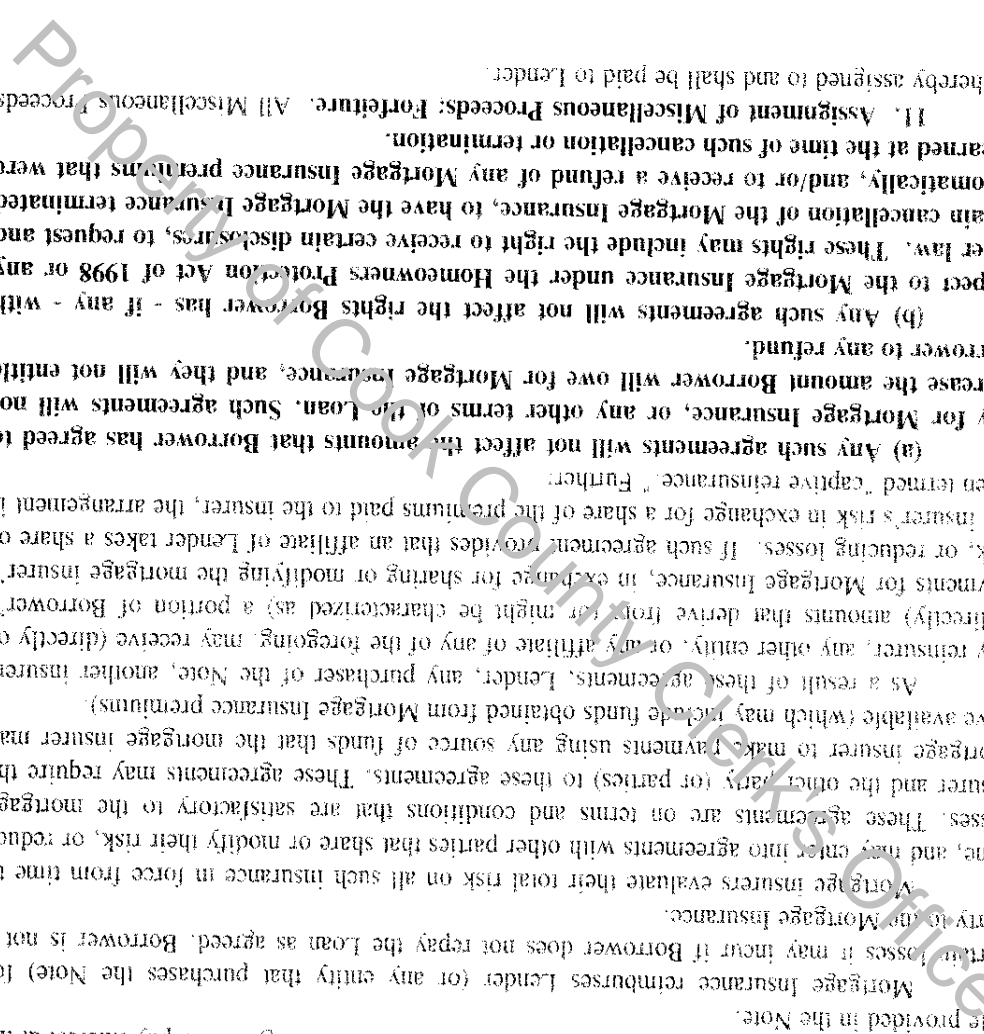 te provided in the Note.
Mortgage Insurance reimburses Lender (or any entity that purchases the Note) fo
rtain losses it may incur if Borrower does not repay the Loan as agreed. Borrower is not
rty to the Mortgage Insurance.
Mortgage insurers evaluate their total risk on all such insurance in force from time t
me, and may enter into agreements with other parties that share or modify their risk, or reduc
sses. These agreements are on terms and conditions that are satisfactory to the mortgag
surer and the other party (or parties) to these agreements. These agreements may require th
ortgage insurer to make payments using any source of funds that the mortgage insurer ma
ve available (which may include funds obtained from Mortgage Insurance premiums).
As a result of these agreements, Lender, any purchaser of the Note, another insurer
y reinsurer, any other entity, or any affiliate of any of the foregoing, may receive (directly o
directly) amounts that derive from (or might be characterized as) a portion of Borrower'
yments for Mortgage Insurance, in exchange for sharing or modifying the mortgage insurer'
k, or reducing losses. If such agreement provides that an affiliate of Lender takes a share o
insurer's risk in exchange for a share of the premiums paid to the insurer, the arrangement i
en termed "captive reinsurance." Further:
(a) Any such agreements will not affect the amounts that Borrower has agreed to
y for Mortgage Insurance, or any other terms of the Loan. Such agreements will no
crease the amount Borrower will owe for Mortgage Insurance, and they will not entitl
rrower to any refund.
(b) Any such agreements will not affect the rights Borrower has - if any - with
pect to the Mortgage Insurance under the Homeowners Protection Act of 1998 or any
er law. These rights may include the right to receive certain disclosures, to request and
ain cancellation of the Mortgage Insurance, to have the Mortgage Insurance terminated
omatically, and/or to receive a refund of any Mortgage Insurance premiums that were
earned at the time of such cancellation or termination.
11. Assignment of Miscellaneous Proceeds; Forfeiture. All Miscellaneous Proceeds
hereby assigned to and shall be paid to Lender.
Property of Cook County Clerk's Office